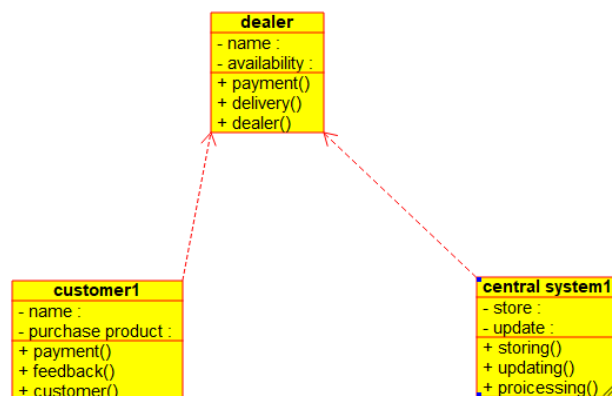 dealer
- name :
- availability :
+ payment()
+ delivery()
+ dealer()
customer1
- name :
- purchase product :
+ payment()
+ feedback()
+ customer()
central system1
- store :
- update :
+ storing()
+ updating()
+ proicessing()